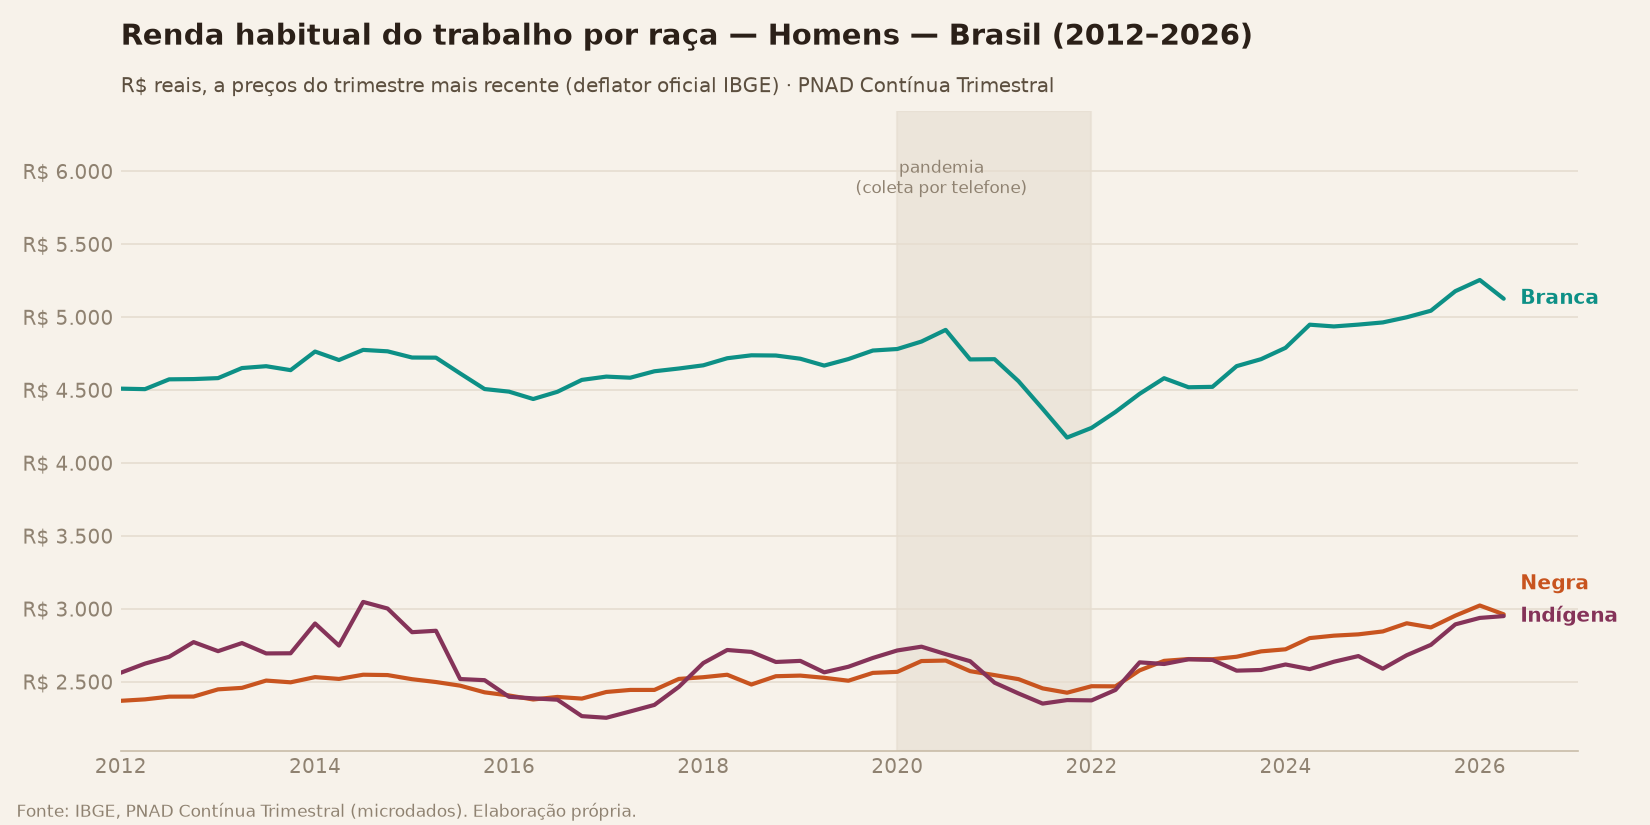 Renda habitual do trabalho por raça — Homens — Brasil (2012–2026)
R$ reais, a preços do trimestre mais recente (deflator oficial IBGE) · PNAD Contínua Trimestral
pandemia
(coleta por telefone)
R$ 6.000
R$ 5.500
R$ 5.000
R$ 4.500
R$ 4.000
R$ 3.500
R$ 3.000
R$ 2.500
Branca
Negra
Indígena
2012
2014
2016
2018
2020
2022
2024
2026
Fonte: IBGE, PNAD Contínua Trimestral (microdados). Elaboração própria.